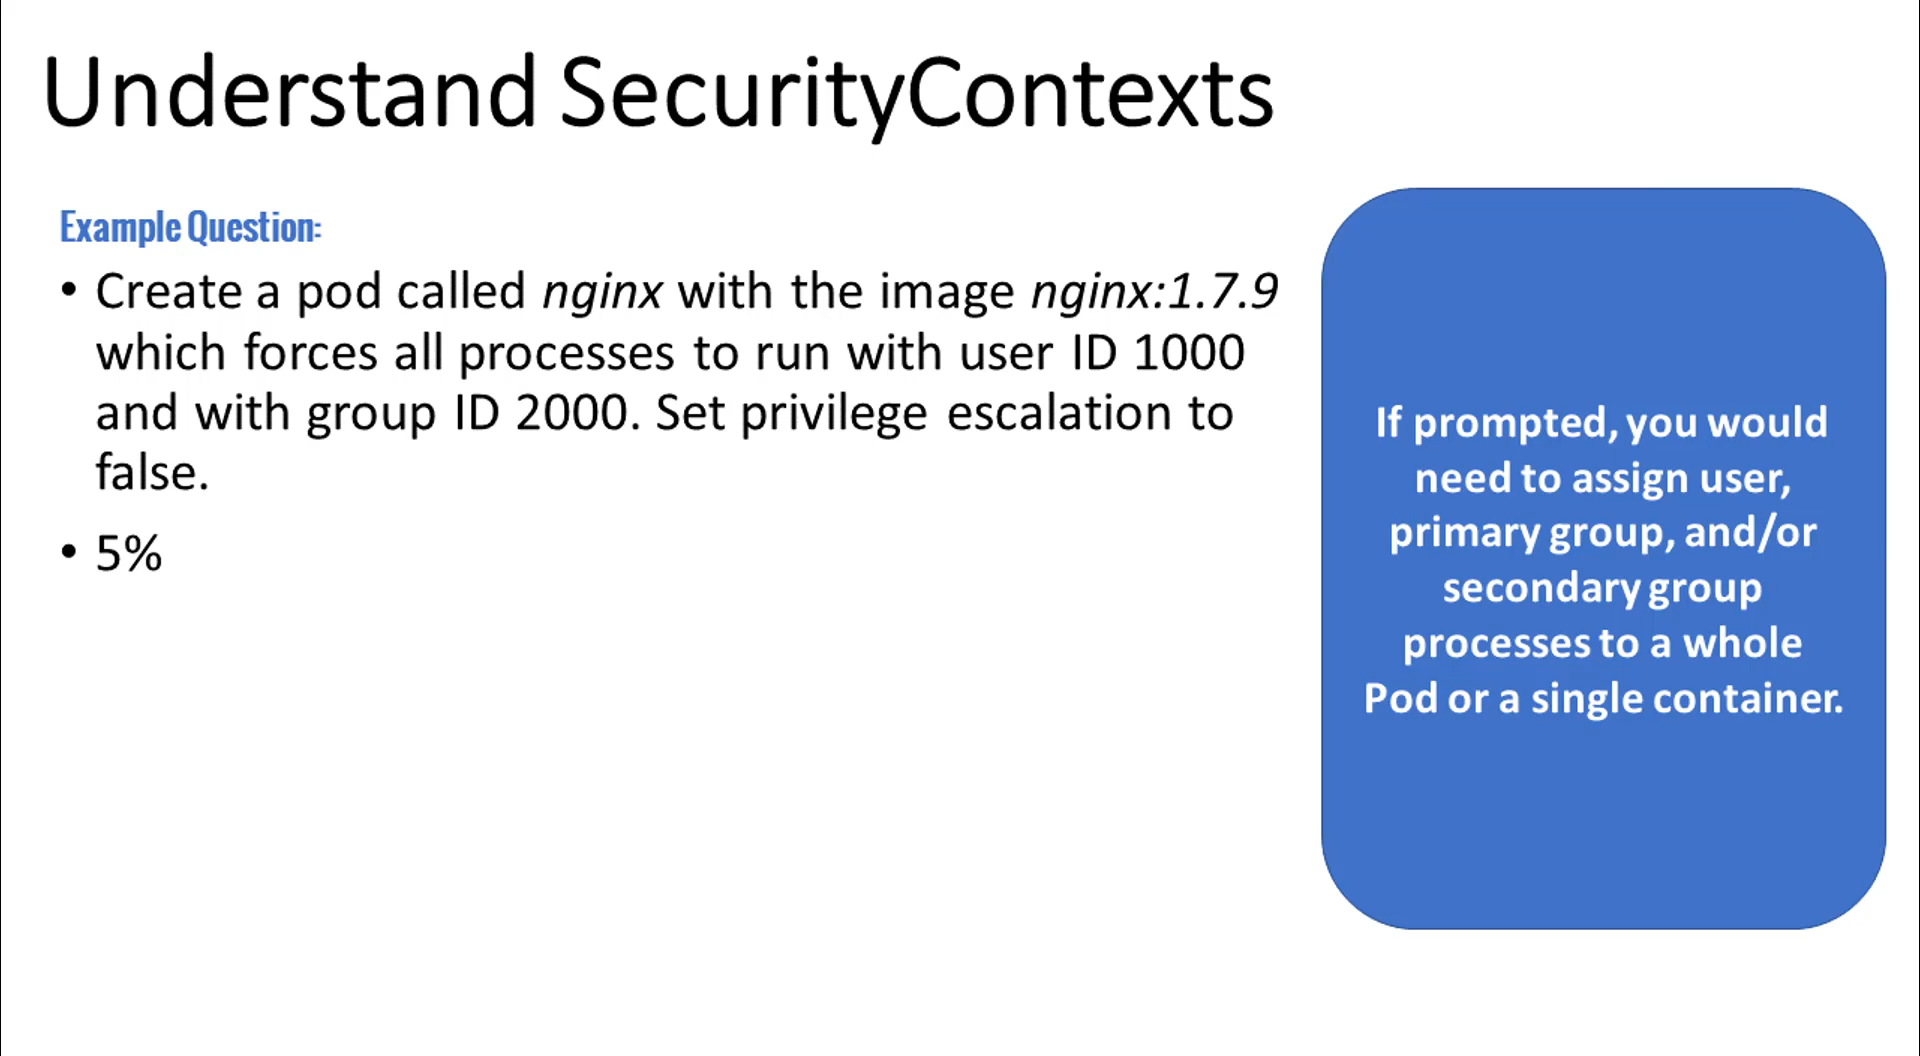 Understand SecurityContexts
Example Question:
• Create a pod called nginx with the image nginx:1.7.9
which forces all processes to run with user ID 1000
and with group ID 2000. Set privilege escalation to
false.
• 5%
If prompted, you would
need to assign user,
primary group, and/or
secondary group
processes to a whole
Pod or a single container.